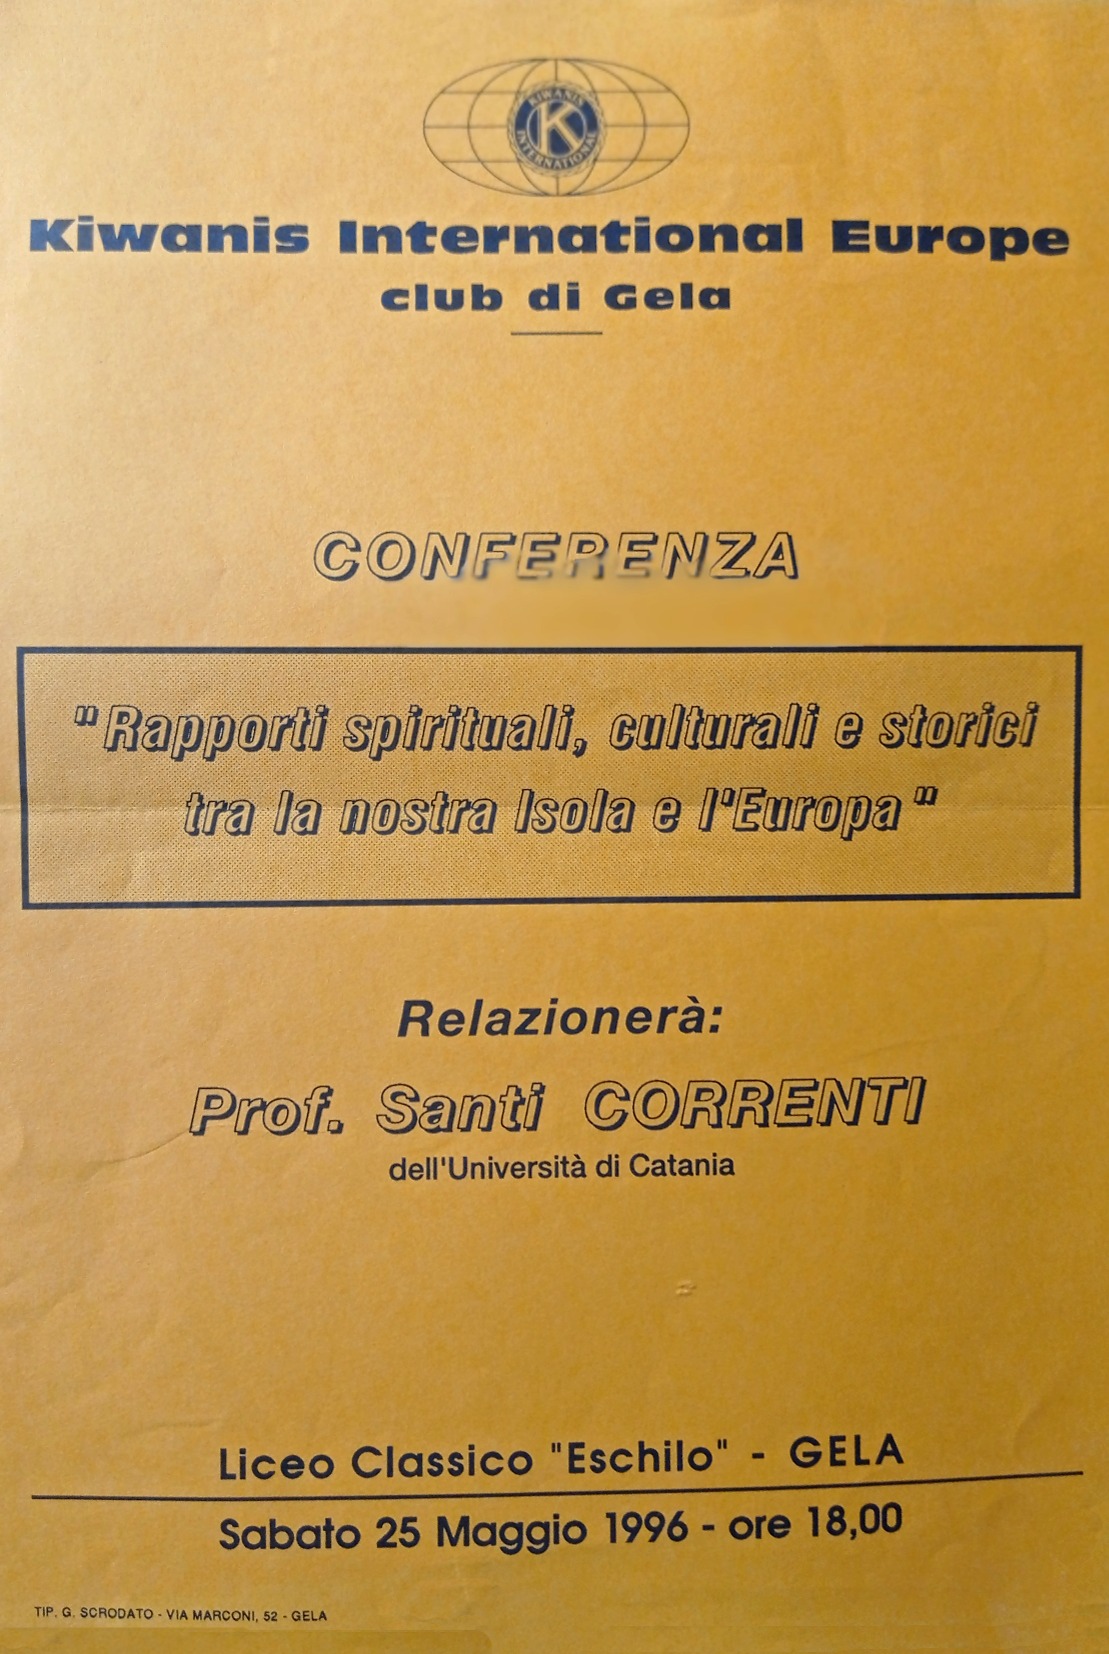 KIWANIS
K
INTERNATIONAL
Kiwanis International Europe
club di Gela
CONFERENZA
"Rapporti spirituali, culturali e storici
tra la nostra Isola e l'Europa"
Relazionerà:
Prof. Santi CORRENTI
dell'Università di Catania
Liceo Classico "Eschilo" - GELA
Sabato 25 Maggio 1996 - ore 18,00
TIP. G. SCRODATO - VIA MARCONI, 52 - GELA